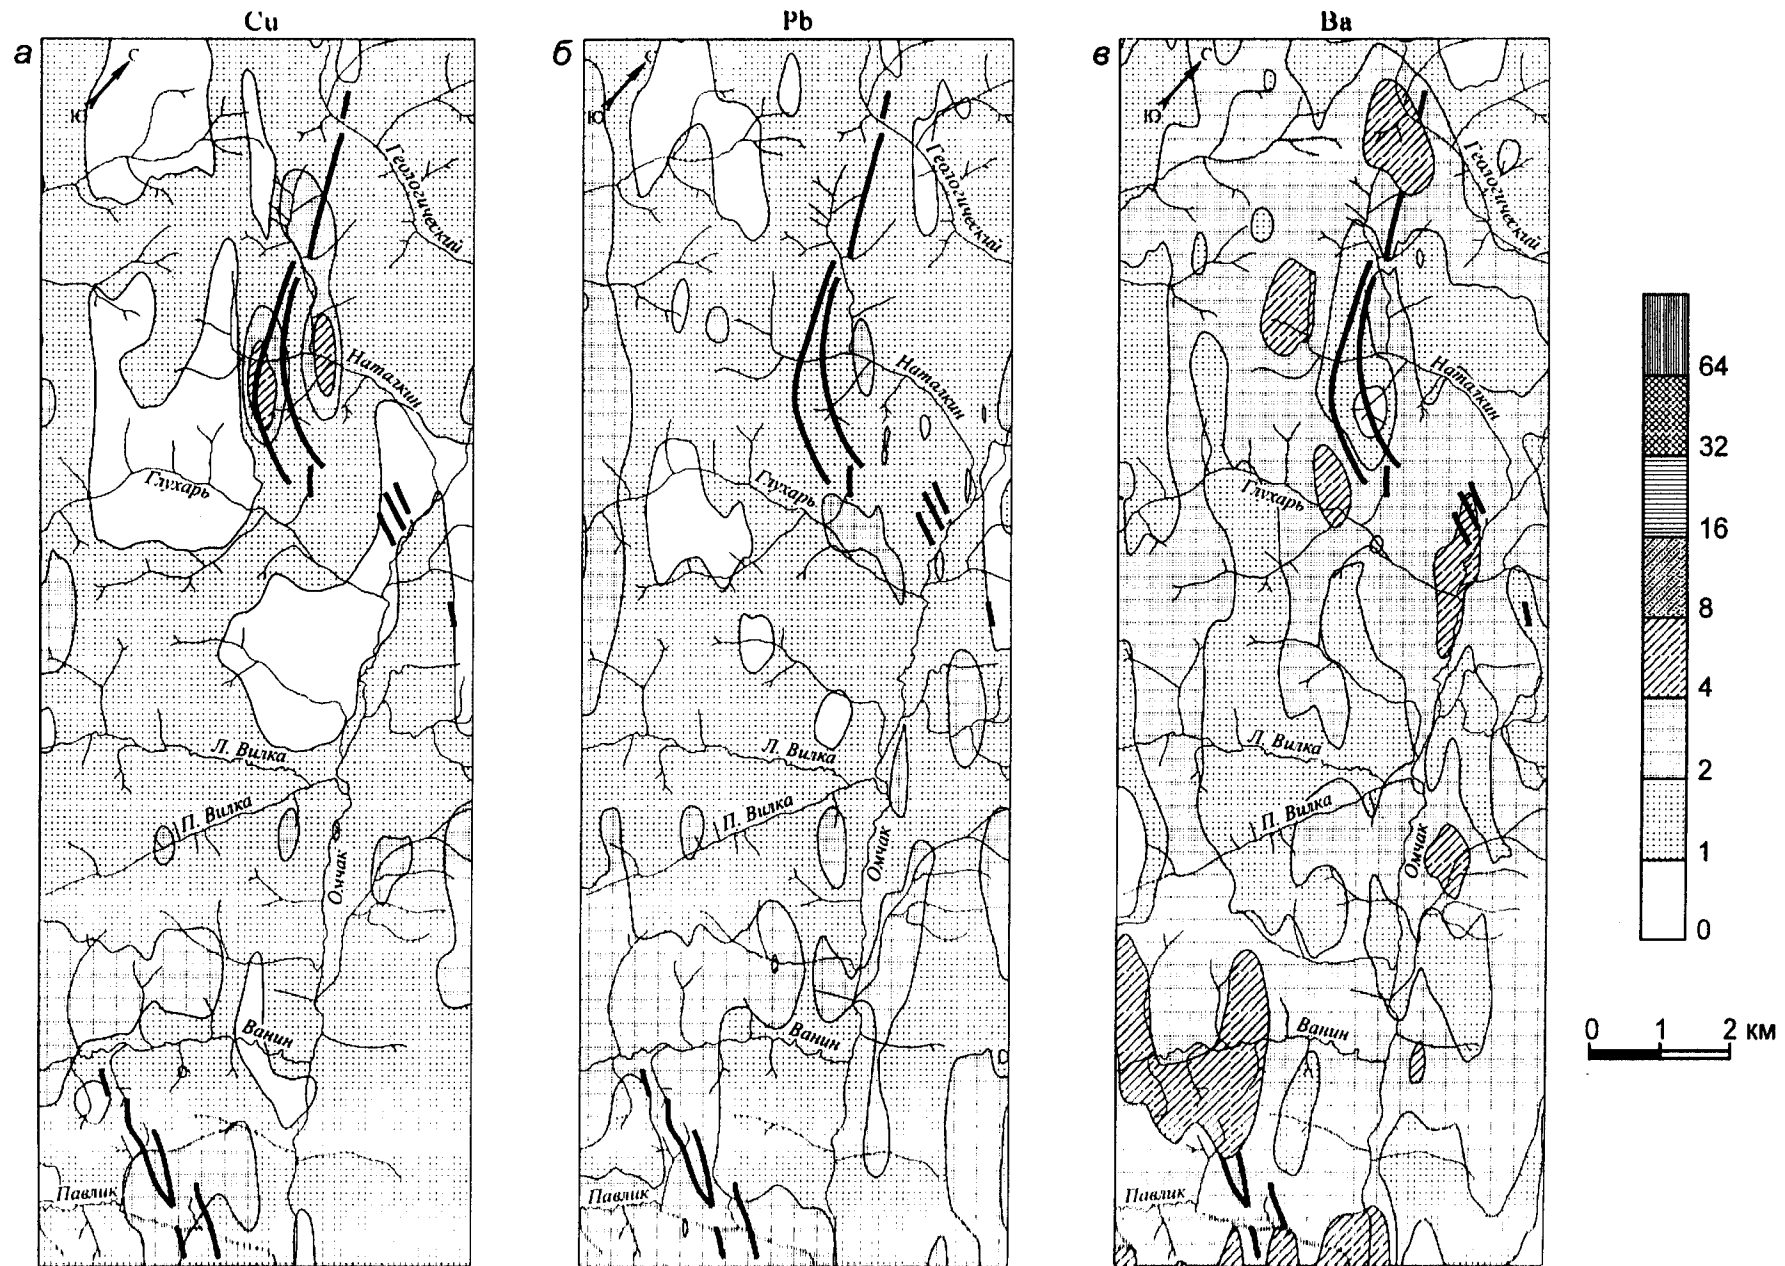 Cu
Pb
Ba
а
б
в
С
Ю
С
Ю
С
Ю
Геологический
Геологический
Геологический
Наталкин
Наталкин
Наталкин
Глухарь
Глухарь
Глухарь
Л. Вилка
Л. Вилка
Л. Вилка
П. Вилка
П. Вилка
П. Вилка
Омчак
Омчак
Омчак
Ванин
Ванин
Ванин
Павлик
Павлик
Павлик
64
32
16
8
4
2
1
0
0 1 2 км